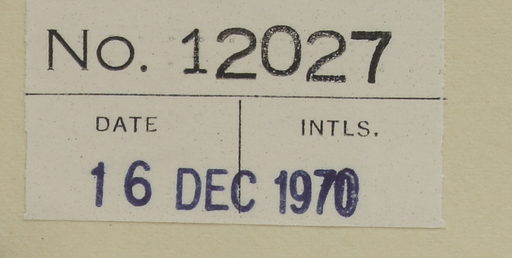 No. 12027
DATE INTLS.
16 DEC 1970